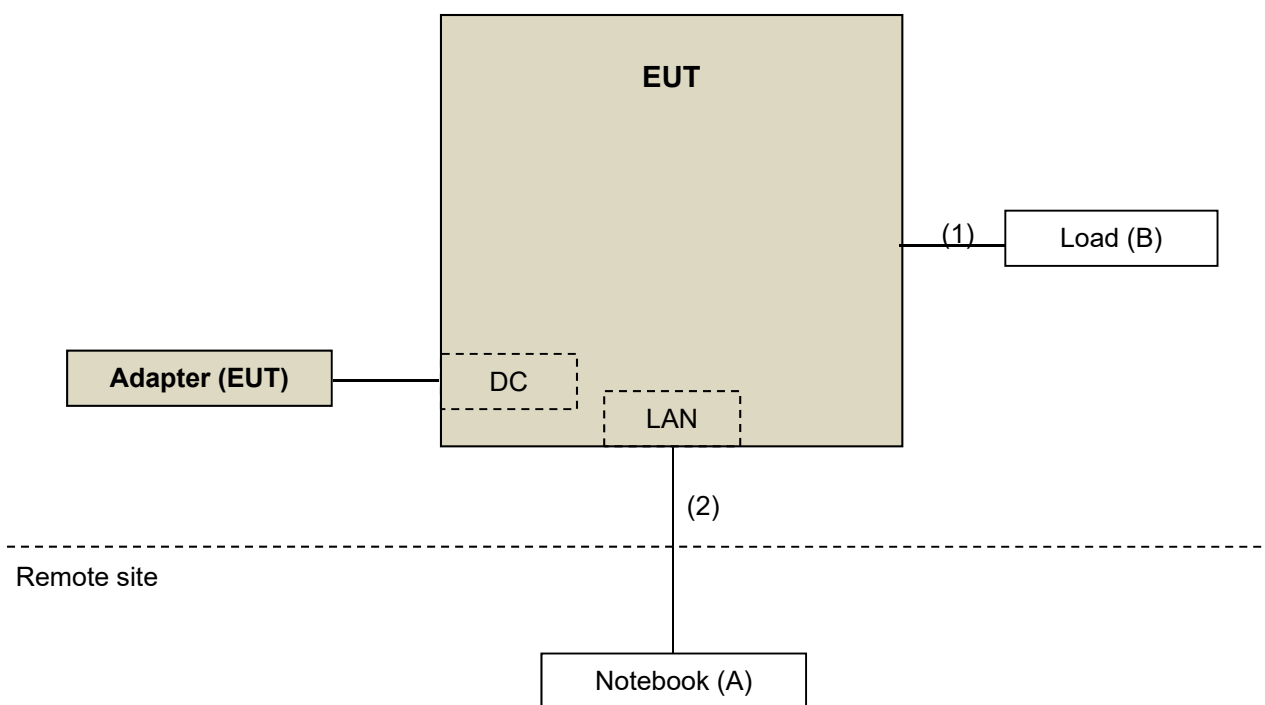 EUT
(1)
Load (B)
Adapter (EUT)
DC
LAN
(2)
Remote site
Notebook (A)